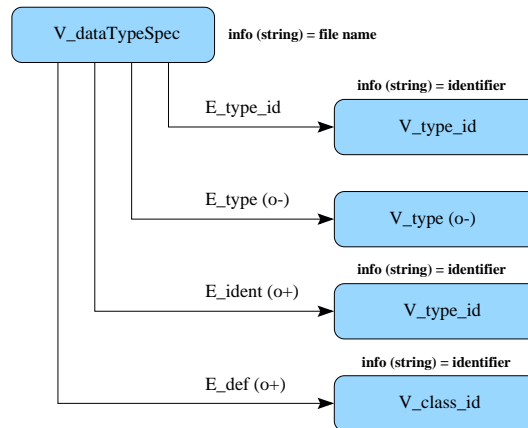 V_dataTypeSpec
info (string) = file name
info (string) = identifier
E_type_id
V_type_id
E_type (o-)
V_type (o-)
info (string) = identifier
E_ident (o+)
V_type_id
info (string) = identifier
E_def (o+)
V_class_id